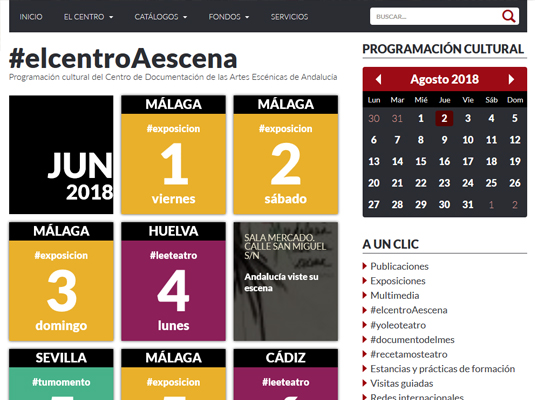 INICIO EL CENTRO CATÁLOGOS FONDOS SERVICIOS BUSCAR...
#elcentroAescena
Programación cultural del Centro de Documentación de las Artes Escénicas de Andalucía
JUN
2018
MÁLAGA
#exposicion
1
viernes
MÁLAGA
#exposicion
2
sábado
MÁLAGA
#exposicion
3
domingo
HUELVA
#leeteatro
4
lunes
SALA MERCADO.
CALLE SAN MIGUEL
S/N
Andalucía viste su
escena
SEVILLA
#tumomento
MÁLAGA
#exposicion
CÁDIZ
#leeteatro
PROGRAMACIÓN CULTURAL
Agosto 2018
Lun Mar Mié Jue Vie Sáb Dom
30 31 1 2 3 4 5
6 7 8 9 10 11 12
13 14 15 16 17 18 19
20 21 22 23 24 25 26
27 28 29 30 31 1 2
A UN CLIC
Publicaciones
Exposiciones
Multimedia
#elcentroAescena
#yoleoteatro
#documentodelmes
#recetamosteatro
Estancias y prácticas de formación
Visitas guiadas
Redes internacionales